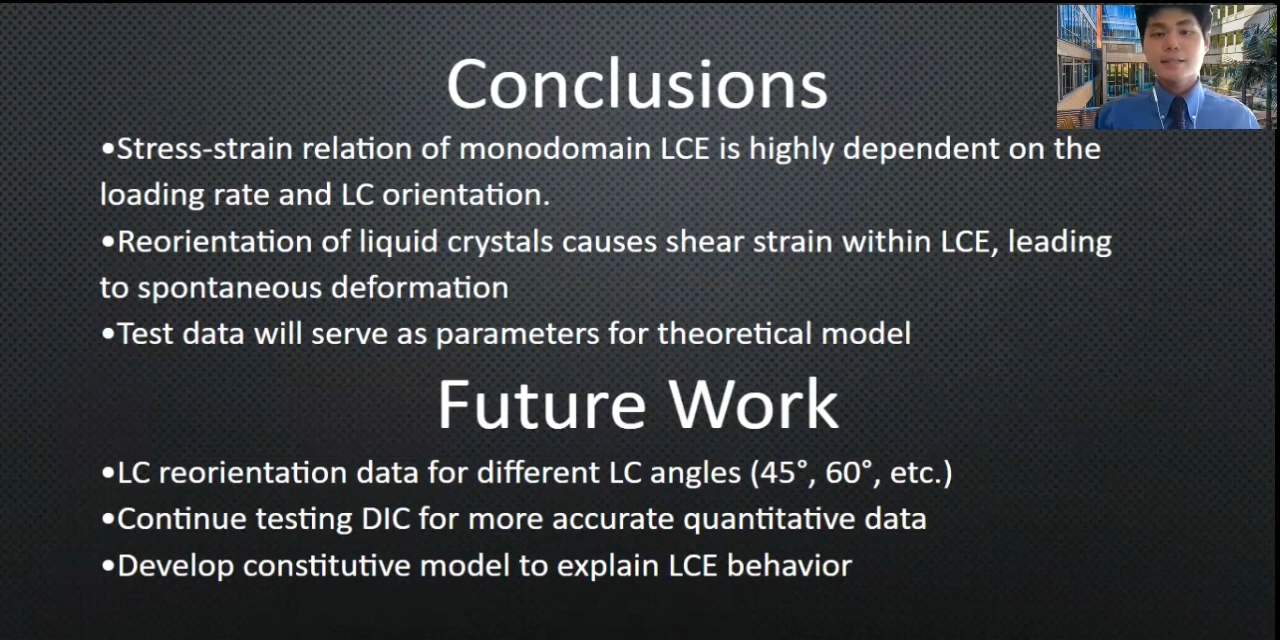 Conclusions
•Stress-strain relation of monodomain LCE is highly dependent on the
loading rate and LC orientation.
•Reorientation of liquid crystals causes shear strain within LCE, leading
to spontaneous deformation
•Test data will serve as parameters for theoretical model
Future Work
•LC reorientation data for different LC angles (45°, 60°, etc.)
•Continue testing DIC for more accurate quantitative data
•Develop constitutive model to explain LCE behavior